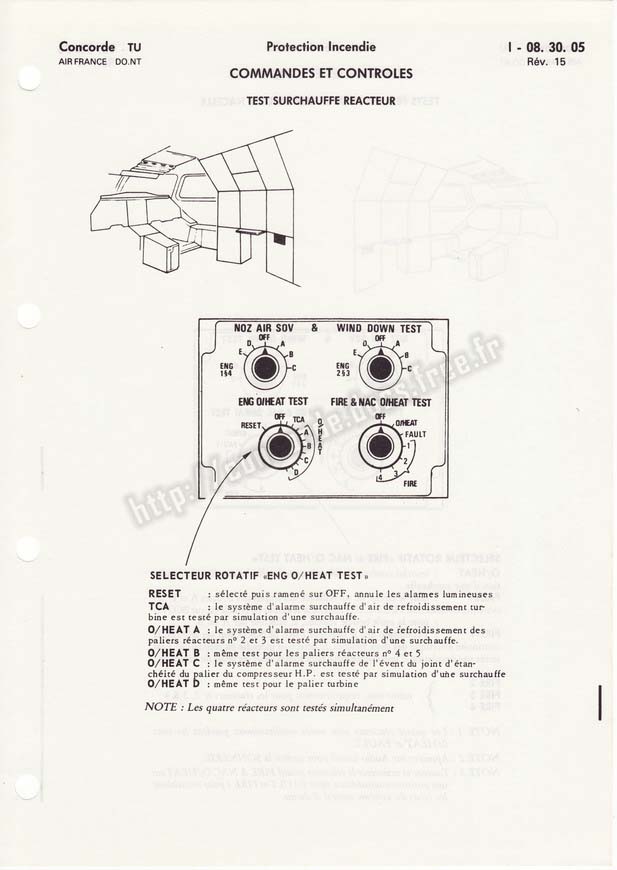 Concorde TU
Protection Incendie
I - 08. 30. 05
AIR FRANCE DO.NT
Rév. 15
COMMANDES ET CONTROLES
TEST SURCHAUFFE REACTEUR
NOZ AIR SOV & WIND DOWN TEST
OFF
D A
E B
C
ENG
1§4
OFF
D A
E B
C
ENG
2§3
ENG O/HEAT TEST
OFF
RESET TCA
A
B
C
D
O/HEAT
FIRE & NAC O/HEAT TEST
OFF
O/HEAT
FAULT
1
2
3
4
FIRE
SELECTEUR ROTATIF «ENG O/HEAT TEST»
RESET : sélecté puis ramené sur OFF, annule les alarmes lumineuses
TCA : le système d'alarme surchauffe d'air de refroidissement tur-
bine est testé par simulation d'une surchauffe.
O/HEAT A : le système d'alarme surchauffe d'air de refroidissement des
paliers réacteurs n° 2 et 3 est testé par simulation d'une surchauffe.
O/HEAT B : même test pour les paliers réacteurs n° 4 et 5
O/HEAT C : le système d'alarme surchauffe de l'évent du joint d'étan-
chéité du palier du compresseur H.P. est testé par simulation d'une surchauffe
O/HEAT D : même test pour le palier turbine
NOTE : Les quatre réacteurs sont testés simultanément